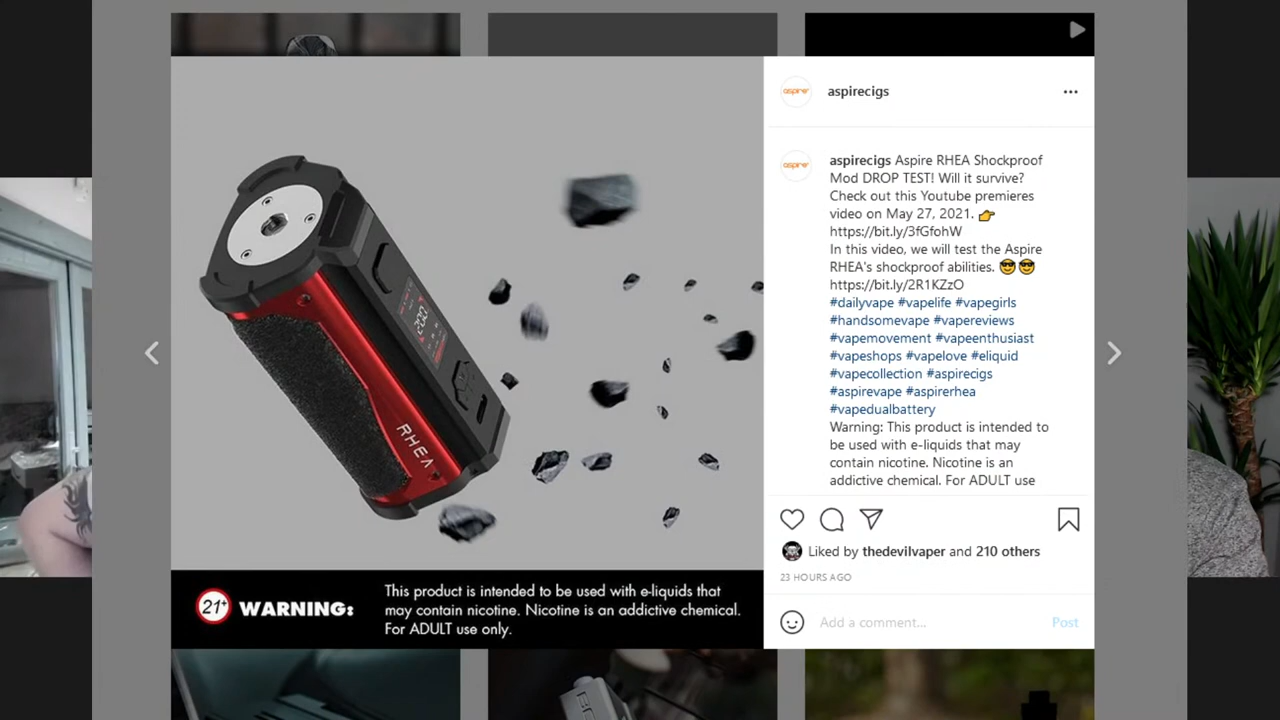 aspire
aspirecigs
aspire
aspirecigs Aspire RHEA Shockproof
Mod DROP TEST! Will it survive?
Check out this Youtube premieres
video on May 27, 2021. 👉
https://bit.ly/3fGfohW
In this video, we will test the Aspire
RHEA's shockproof abilities. 😎😎
https://bit.ly/2R1KZzO
#dailyvape #vapelife #vapegirls
#handsomevape #vapereviews
#vapemovement #vapeenthusiast
#vapeshops #vapelove #eliquid
#vapecollection #aspirecigs
#aspirevape #aspirerhea
#vapedualbattery
Warning: This product is intended to
be used with e-liquids that may
contain nicotine. Nicotine is an
addictive chemical. For ADULT use
Liked by thedevilvaper and 210 others
23 HOURS AGO
Add a comment...
Post
200
RHEA
21+ WARNING:
This product is intended to be used with e-liquids that
may contain nicotine. Nicotine is an addictive chemical.
For ADULT use only.